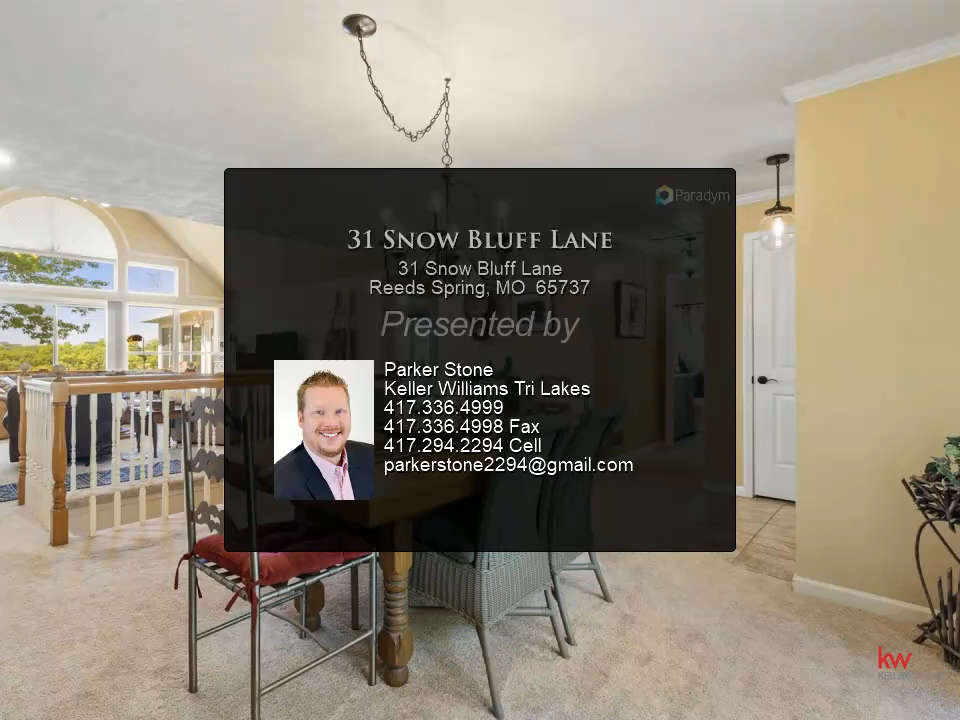 Paradym
31 Snow Bluff Lane
31 Snow Bluff Lane
Reeds Spring, MO 65737
Presented by
Parker Stone
Keller Williams Tri Lakes
417.336.4999
417.336.4998 Fax
417.294.2294 Cell
parkerstone2294@gmail.com
kw